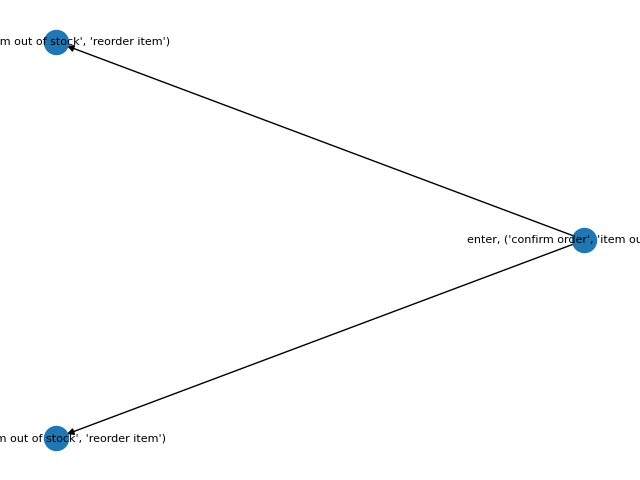 m out of stock', 'reorder item')
enter, ('confirm order', 'item ou
m out of stock', 'reorder item')